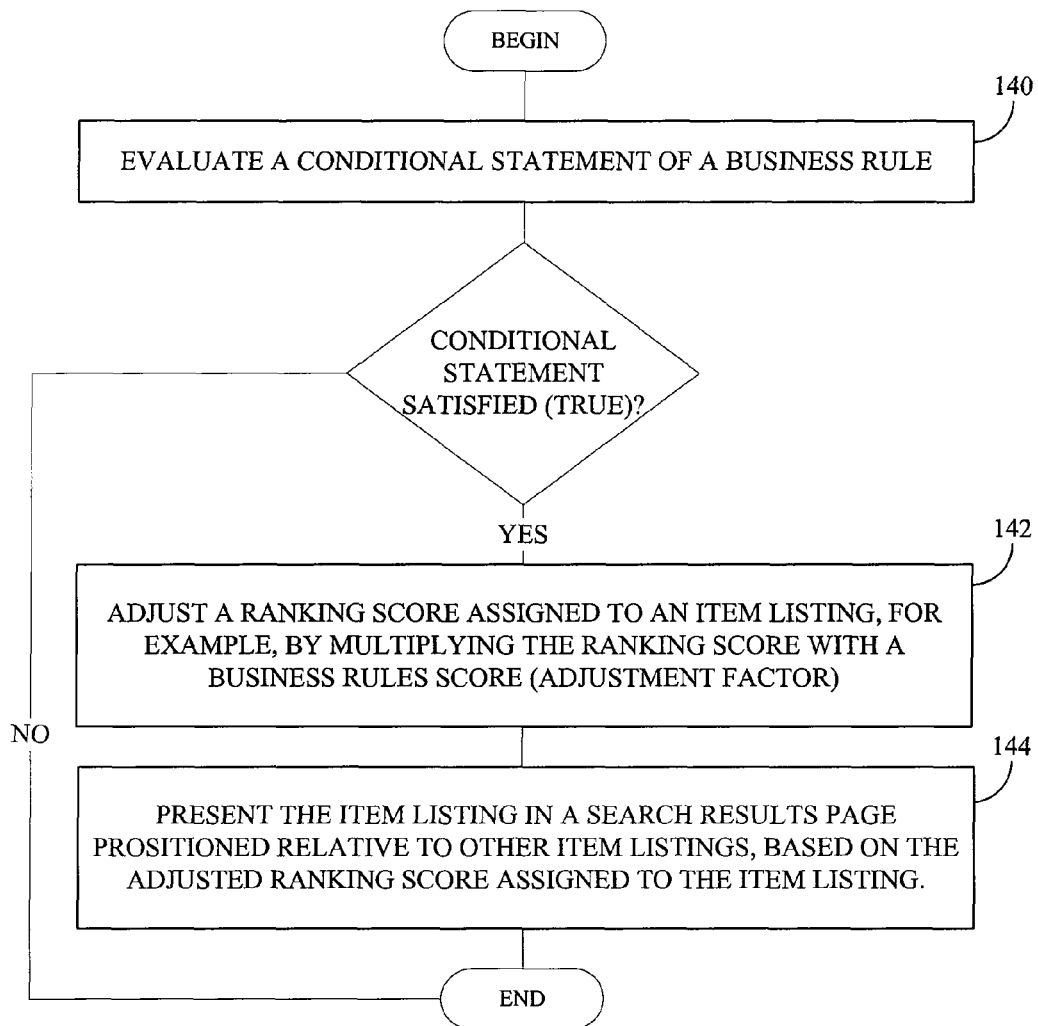 BEGIN
140
EVALUATE A CONDITIONAL STATEMENT OF A BUSINESS RULE
CONDITIONAL
STATEMENT
SATISFIED (TRUE)?
YES
142
ADJUST A RANKING SCORE ASSIGNED TO AN ITEM LISTING, FOR
EXAMPLE, BY MULTIPLYING THE RANKING SCORE WITH A
BUSINESS RULES SCORE (ADJUSTMENT FACTOR)
NO
144
PRESENT THE ITEM LISTING IN A SEARCH RESULTS PAGE
PROSITIONED RELATIVE TO OTHER ITEM LISTINGS, BASED ON THE
ADJUSTED RANKING SCORE ASSIGNED TO THE ITEM LISTING.
END